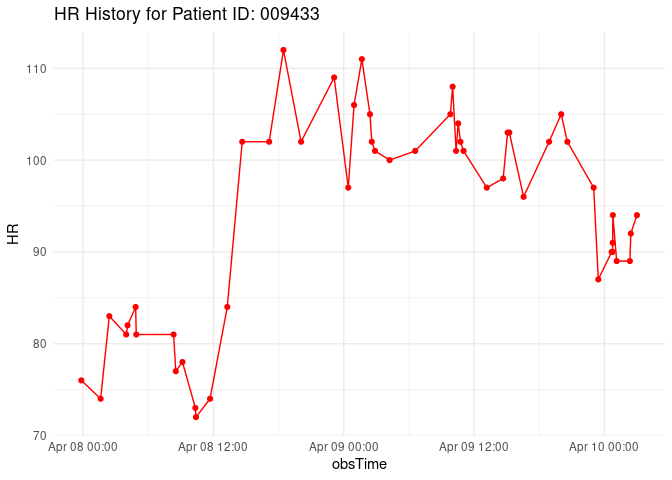 HR History for Patient ID: 009433
110
100
90
80
70
HR
Apr 08 00:00
Apr 08 12:00
Apr 09 00:00
Apr 09 12:00
Apr 10 00:00
obsTime